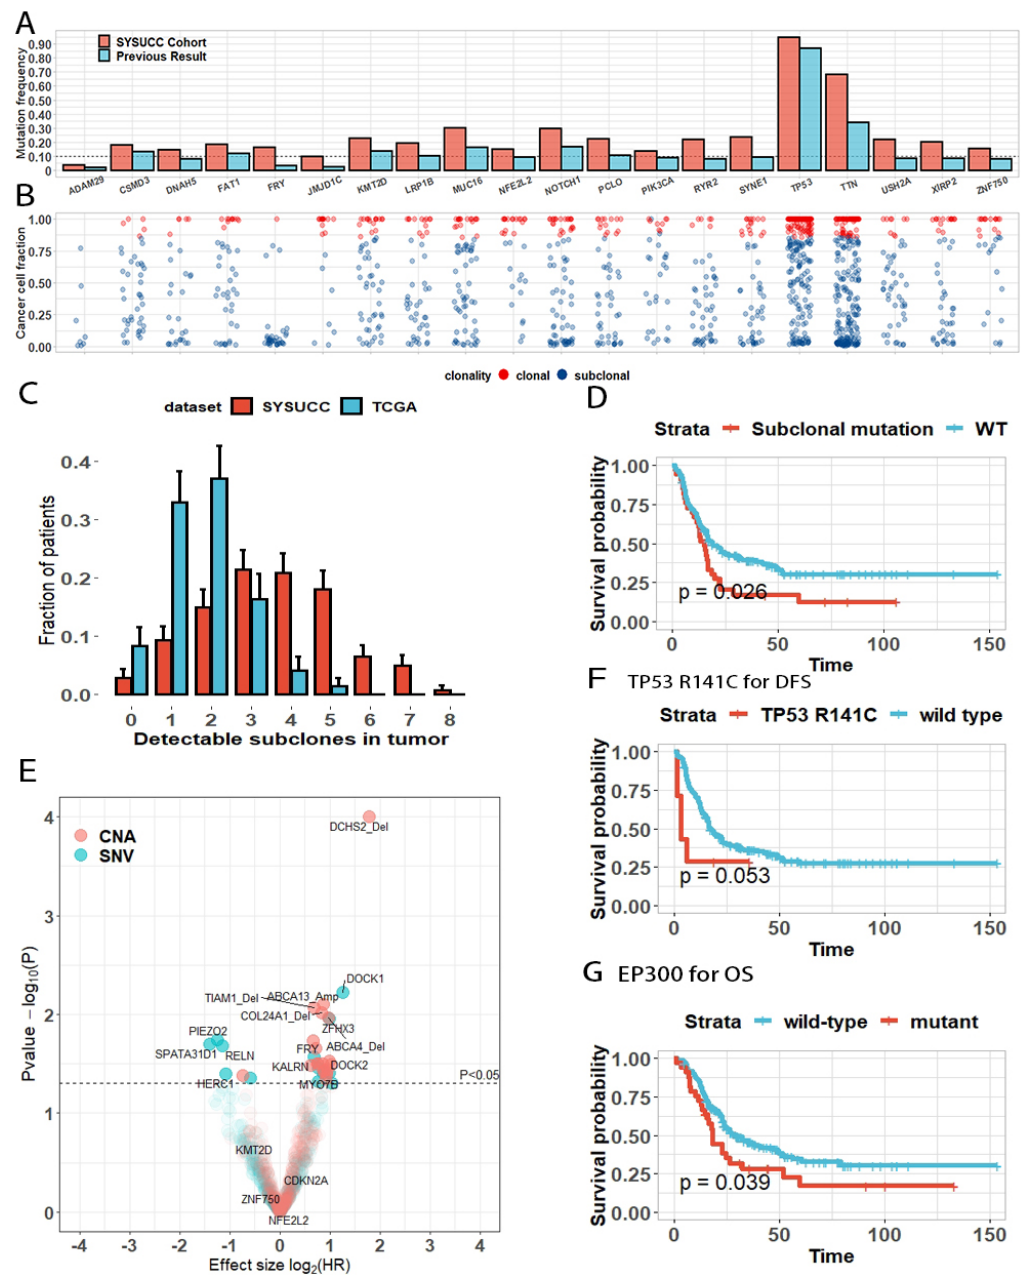 A
Mutation frequency
0.90
0.80
0.70
0.60
0.50
0.40
0.30
0.20
0.10
0
SYSUCC Cohort
Previous Result
ADAM29 CSMD3 DNAH5 FAT1 FRY JMJD1C KMT2D LRP1B MUC16 NFE2L2 NOTCH1 PCLO PIK3CA RYR2 SYNE1 TP53 TTN USH2A XIRP2 ZNF750
B
Cancer cell fraction
1.00
0.75
0.50
0.25
0.00
clonality clonal subclonal
C
dataset SYSUCC TCGA
Fraction of patients
0.4
0.3
0.2
0.1
0.0
0 1 2 3 4 5 6 7 8
Detectable subclones in tumor
D
Strata Subclonal mutation WT
Survival probability
1.00
0.75
0.50
0.25
0.00
p = 0.026
0 50 100 150
Time
E
Pvalue − log10(P)
4
3
2
1
0
CNA
SNV
DCHS2_Del
DOCK1
TIAM1_Del
ABCA13_Amp
COL24A1_Del
ZFHX3
PIEZO2
SPATA31D1
RELN
FRY
ABCA4_Del
KALRN
DOCK2
HERC1
MYO7B
P<0.05
KMT2D
CDKN2A
ZNF750
NFE2L2
-4 -3 -2 -1 0 1 2 3 4
Effect size log2(HR)
F TP53 R141C for DFS
Strata TP53 R141C wild type
Survival probability
1.00
0.75
0.50
0.25
0.00
p = 0.053
0 50 100 150
Time
G EP300 for OS
Strata wild-type mutant
Survival probability
1.00
0.75
0.50
0.25
0.00
p = 0.039
0 50 100 150
Time